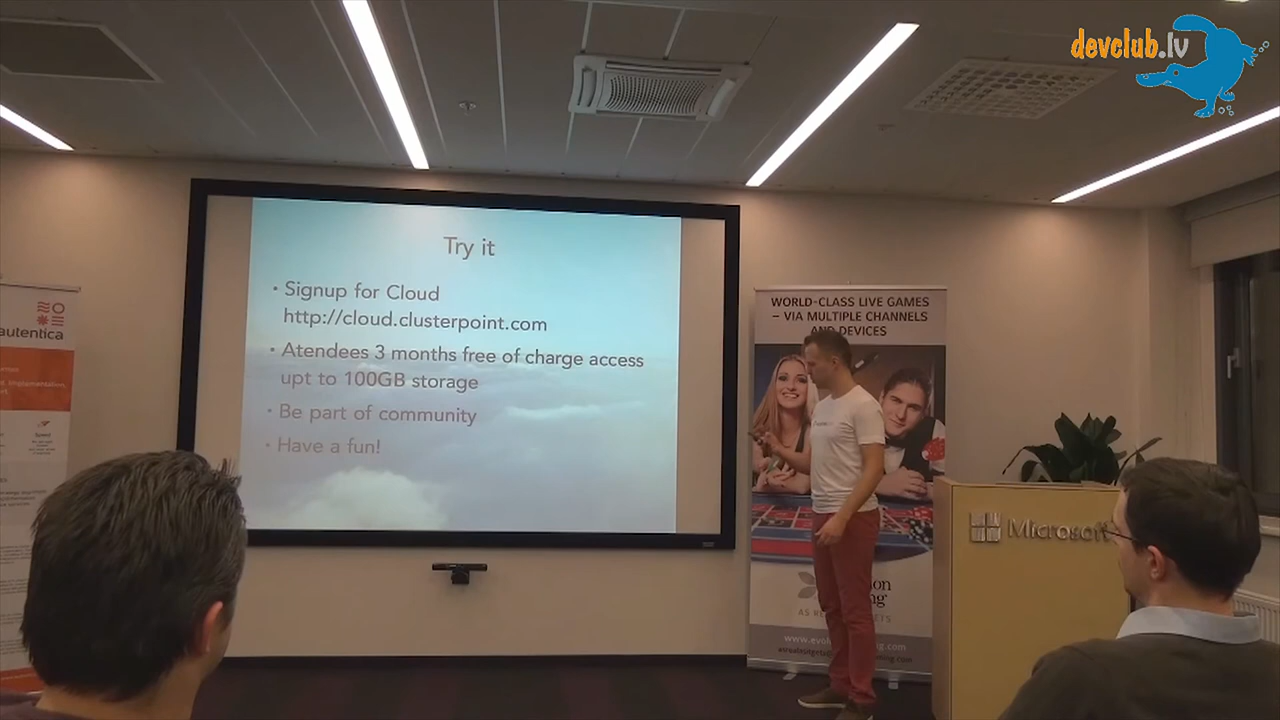 devclub.lv
Try it
• Signup for Cloud
http://cloud.clusterpoint.com
• Atendees 3 months free of charge access
upt to 100GB storage
• Be part of community
• Have a fun!
WORLD-CLASS LIVE GAMES
– VIA MULTIPLE CHANNELS
AND DEVICES
autentica
Microsoft